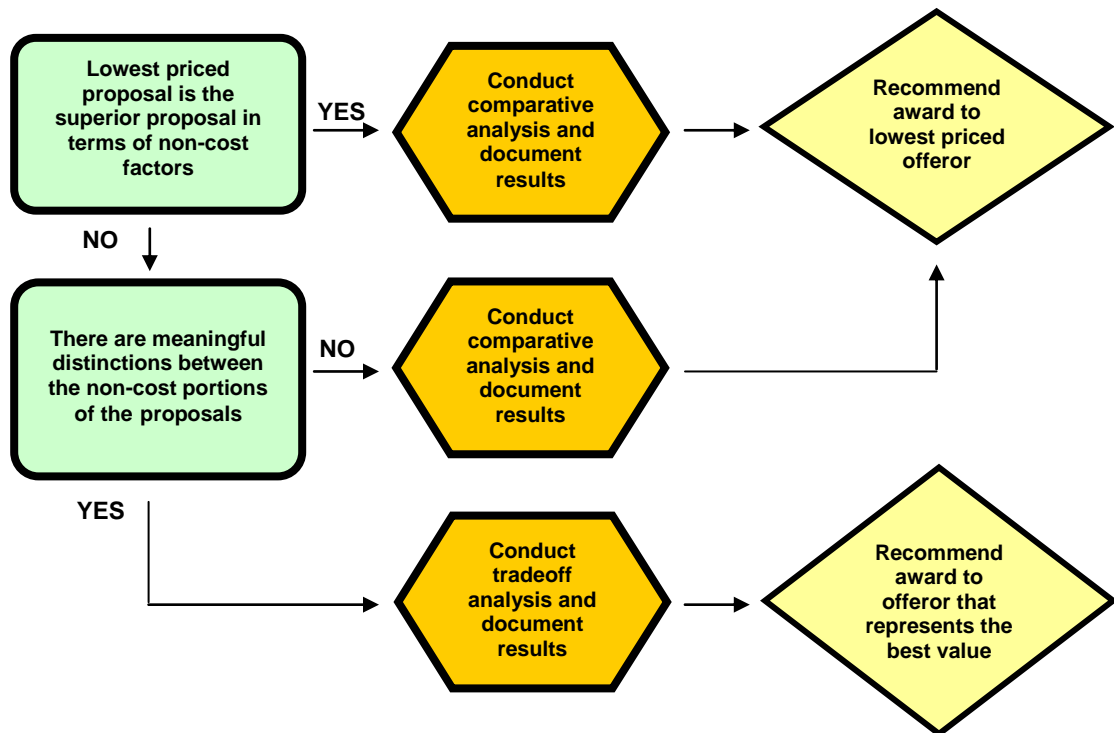 Lowest priced
proposal is the
superior proposal in
terms of non-cost
factors
YES
Conduct
comparative
analysis and
document
results
Recommend
award to
lowest priced
offeror
NO
There are meaningful
distinctions between
the non-cost portions
of the proposals
NO
Conduct
comparative
analysis and
document
results
YES
Conduct
tradeoff
analysis and
document
results
Recommend
award to
offeror that
represents the
best value